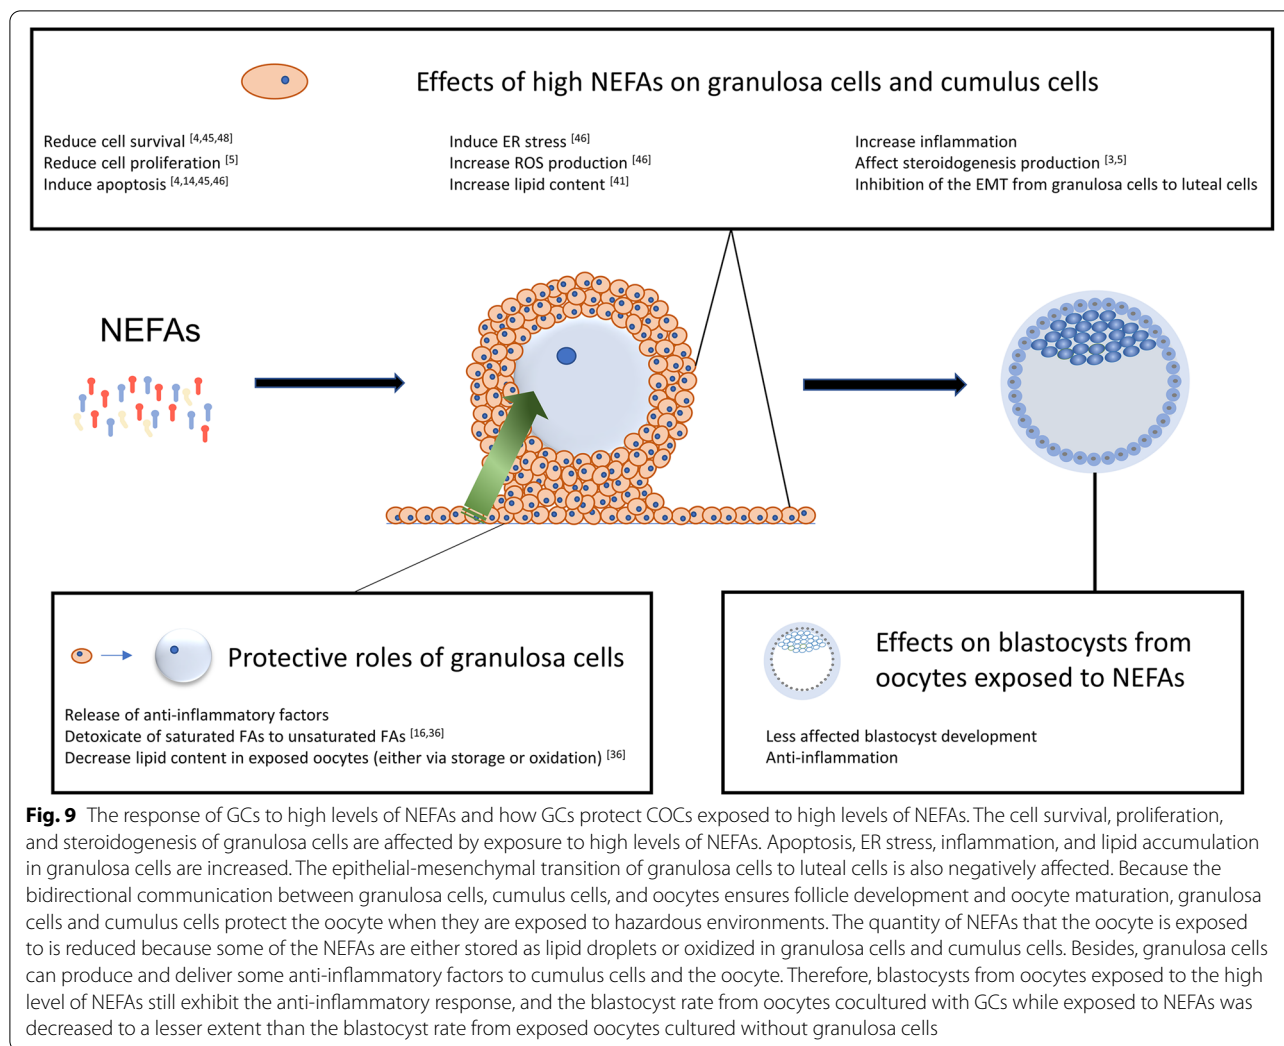 Effects of high NEFAs on granulosa cells and cumulus cells
Reduce cell survival [4,45,48]
Reduce cell proliferation [5]
Induce apoptosis [4,14,45,46]
Induce ER stress [46]
Increase ROS production [46]
Increase lipid content [41]
Increase inflammation
Affect steroidogenesis production [3,5]
Inhibition of the EMT from granulosa cells to luteal cells
NEFAs
Protective roles of granulosa cells
Release of anti-inflammatory factors
Detoxicate of saturated FAs to unsaturated FAs [16,36]
Decrease lipid content in exposed oocytes (either via storage or oxidation) [36]
Effects on blastocysts from
oocytes exposed to NEFAs
Less affected blastocyst development
Anti-inflammation
Fig. 9 The response of GCs to high levels of NEFAs and how GCs protect COCs exposed to high levels of NEFAs. The cell survival, proliferation,
and steroidogenesis of granulosa cells are affected by exposure to high levels of NEFAs. Apoptosis, ER stress, inflammation, and lipid accumulation
in granulosa cells are increased. The epithelial-mesenchymal transition of granulosa cells to luteal cells is also negatively affected. Because the
bidirectional communication between granulosa cells, cumulus cells, and oocytes ensures follicle development and oocyte maturation, granulosa
cells and cumulus cells protect the oocyte when they are exposed to hazardous environments. The quantity of NEFAs that the oocyte is exposed
to is reduced because some of the NEFAs are either stored as lipid droplets or oxidized in granulosa cells and cumulus cells. Besides, granulosa cells
can produce and deliver some anti-inflammatory factors to cumulus cells and the oocyte. Therefore, blastocysts from oocytes exposed to the high
level of NEFAs still exhibit the anti-inflammatory response, and the blastocyst rate from oocytes cocultured with GCs while exposed to NEFAs was
decreased to a lesser extent than the blastocyst rate from exposed oocytes cultured without granulosa cells